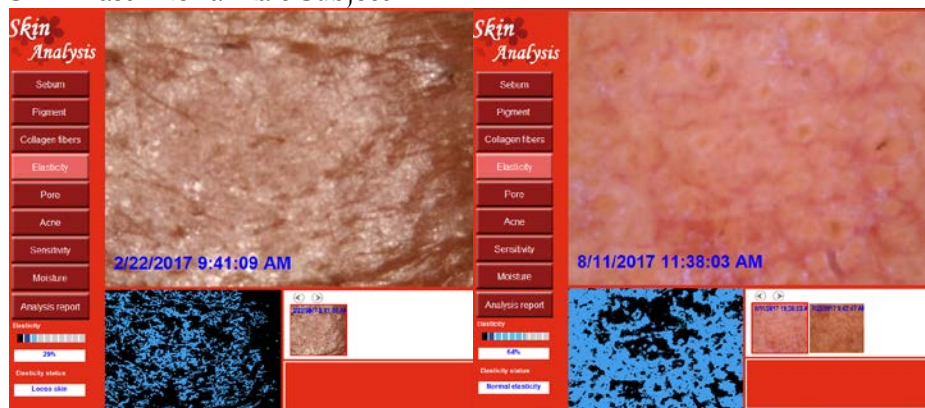 Skin
Analysis
Sebum
Pigment
Collagen fibers
Elasticity
Pore
Acne
Sensitivity
Moisture
Analysis report
Elasticity
29%
Elasticity status
Loose skin
2/22/2017 9:41:09 AM
Skin
Analysis
Sebum
Pigment
Collagen fibers
Elasticity
Pore
Acne
Sensitivity
Moisture
Analysis report
Elasticity
64%
Elasticity status
Normal elasticity
8/11/2017 11:38:03 AM